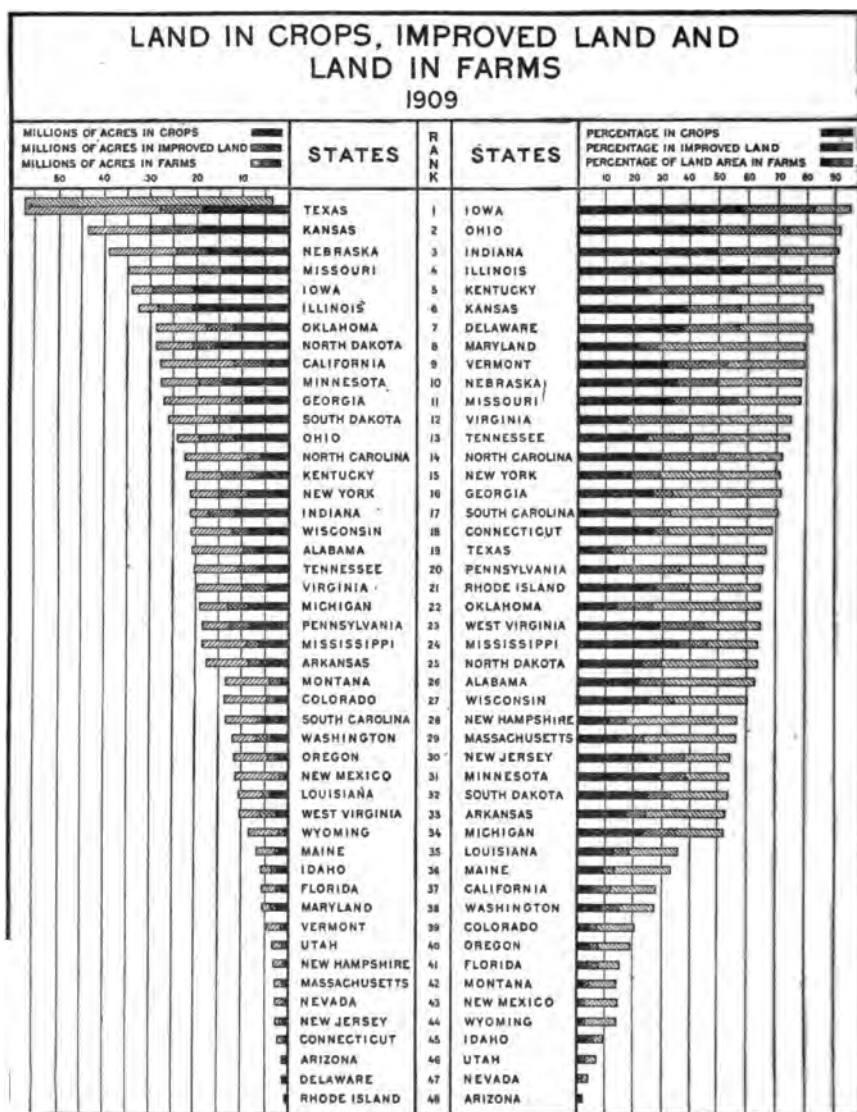 LAND IN CROPS, IMPROVED LAND AND
LAND IN FARMS
1909
MILLIONS OF ACRES IN CROPS
MILLIONS OF ACRES IN IMPROVED LAND
MILLIONS OF ACRES IN FARMS
STATES
RANK
STATES
PERCENTAGE IN CROPS
PERCENTAGE IN IMPROVED LAND
PERCENTAGE OF LAND AREA IN FARMS
50 40 30 20 10
10 20 30 40 50 60 70 80 90
TEXAS 1 IOWA
KANSAS 2 OHIO
NEBRASKA 3 INDIANA
MISSOURI 4 ILLINOIS
IOWA 5 KENTUCKY
ILLINOIS 6 KANSAS
OKLAHOMA 7 DELAWARE
NORTH DAKOTA 8 MARYLAND
CALIFORNIA 9 VERMONT
MINNESOTA 10 NEBRASKA
GEORGIA 11 MISSOURI
SOUTH DAKOTA 12 VIRGINIA
OHIO 13 TENNESSEE
NORTH CAROLINA 14 NORTH CAROLINA
KENTUCKY 15 NEW YORK
NEW YORK 16 GEORGIA
INDIANA 17 SOUTH CAROLINA
WISCONSIN 18 CONNECTICUT
ALABAMA 19 TEXAS
TENNESSEE 20 PENNSYLVANIA
VIRGINIA 21 RHODE ISLAND
MICHIGAN 22 OKLAHOMA
PENNSYLVANIA 23 WEST VIRGINIA
MISSISSIPPI 24 MISSISSIPPI
ARKANSAS 25 NORTH DAKOTA
MONTANA 26 ALABAMA
COLORADO 27 WISCONSIN
SOUTH CAROLINA 28 NEW HAMPSHIRE
WASHINGTON 29 MASSACHUSETTS
OREGON 30 NEW JERSEY
NEW MEXICO 31 MINNESOTA
LOUISIANA 32 SOUTH DAKOTA
WEST VIRGINIA 33 ARKANSAS
WYOMING 34 MICHIGAN
MAINE 35 LOUISIANA
IDAHO 36 MAINE
FLORIDA 37 CALIFORNIA
MARYLAND 38 WASHINGTON
VERMONT 39 COLORADO
UTAH 40 OREGON
NEW HAMPSHIRE 41 FLORIDA
MASSACHUSETTS 42 MONTANA
NEVADA 43 NEW MEXICO
NEW JERSEY 44 WYOMING
CONNECTICUT 45 IDAHO
ARIZONA 46 UTAH
DELAWARE 47 NEVADA
RHODE ISLAND 48 ARIZONA